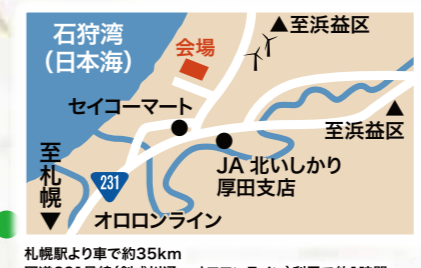 石狩湾
(日本海)
会場
▲至浜益区
セイコーマート
▲
至浜益区
至札幌▼
231
JA 北いしかり
厚田支店
オロロンライン
札幌駅より車で約35km